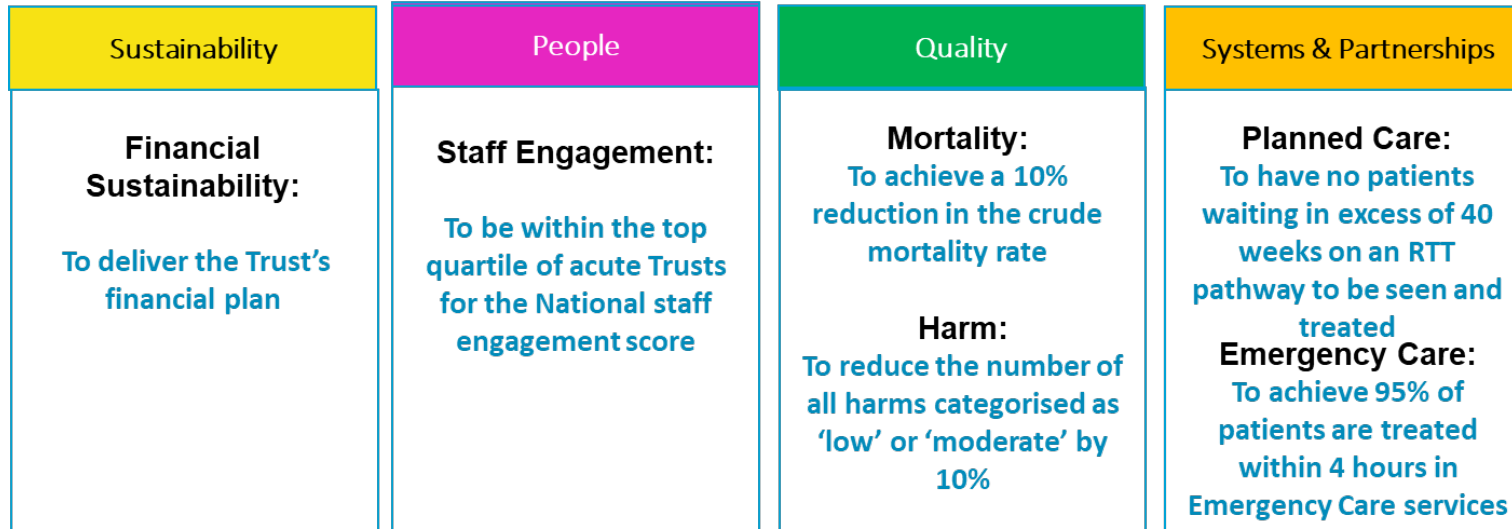 Sustainability
Financial
Sustainability:
To deliver the Trust’s
financial plan
People
Staff Engagement:
To be within the top
quartile of acute Trusts
for the National staff
engagement score
Quality
Mortality:
To achieve a 10%
reduction in the crude
mortality rate
Harm:
To reduce the number of
all harms categorised as
‘low’ or ‘moderate’ by
10%
Systems & Partnerships
Planned Care:
To have no patients
waiting in excess of 40
weeks on an RTT
pathway to be seen and
treated
Emergency Care:
To achieve 95% of
patients are treated
within 4 hours in
Emergency Care services